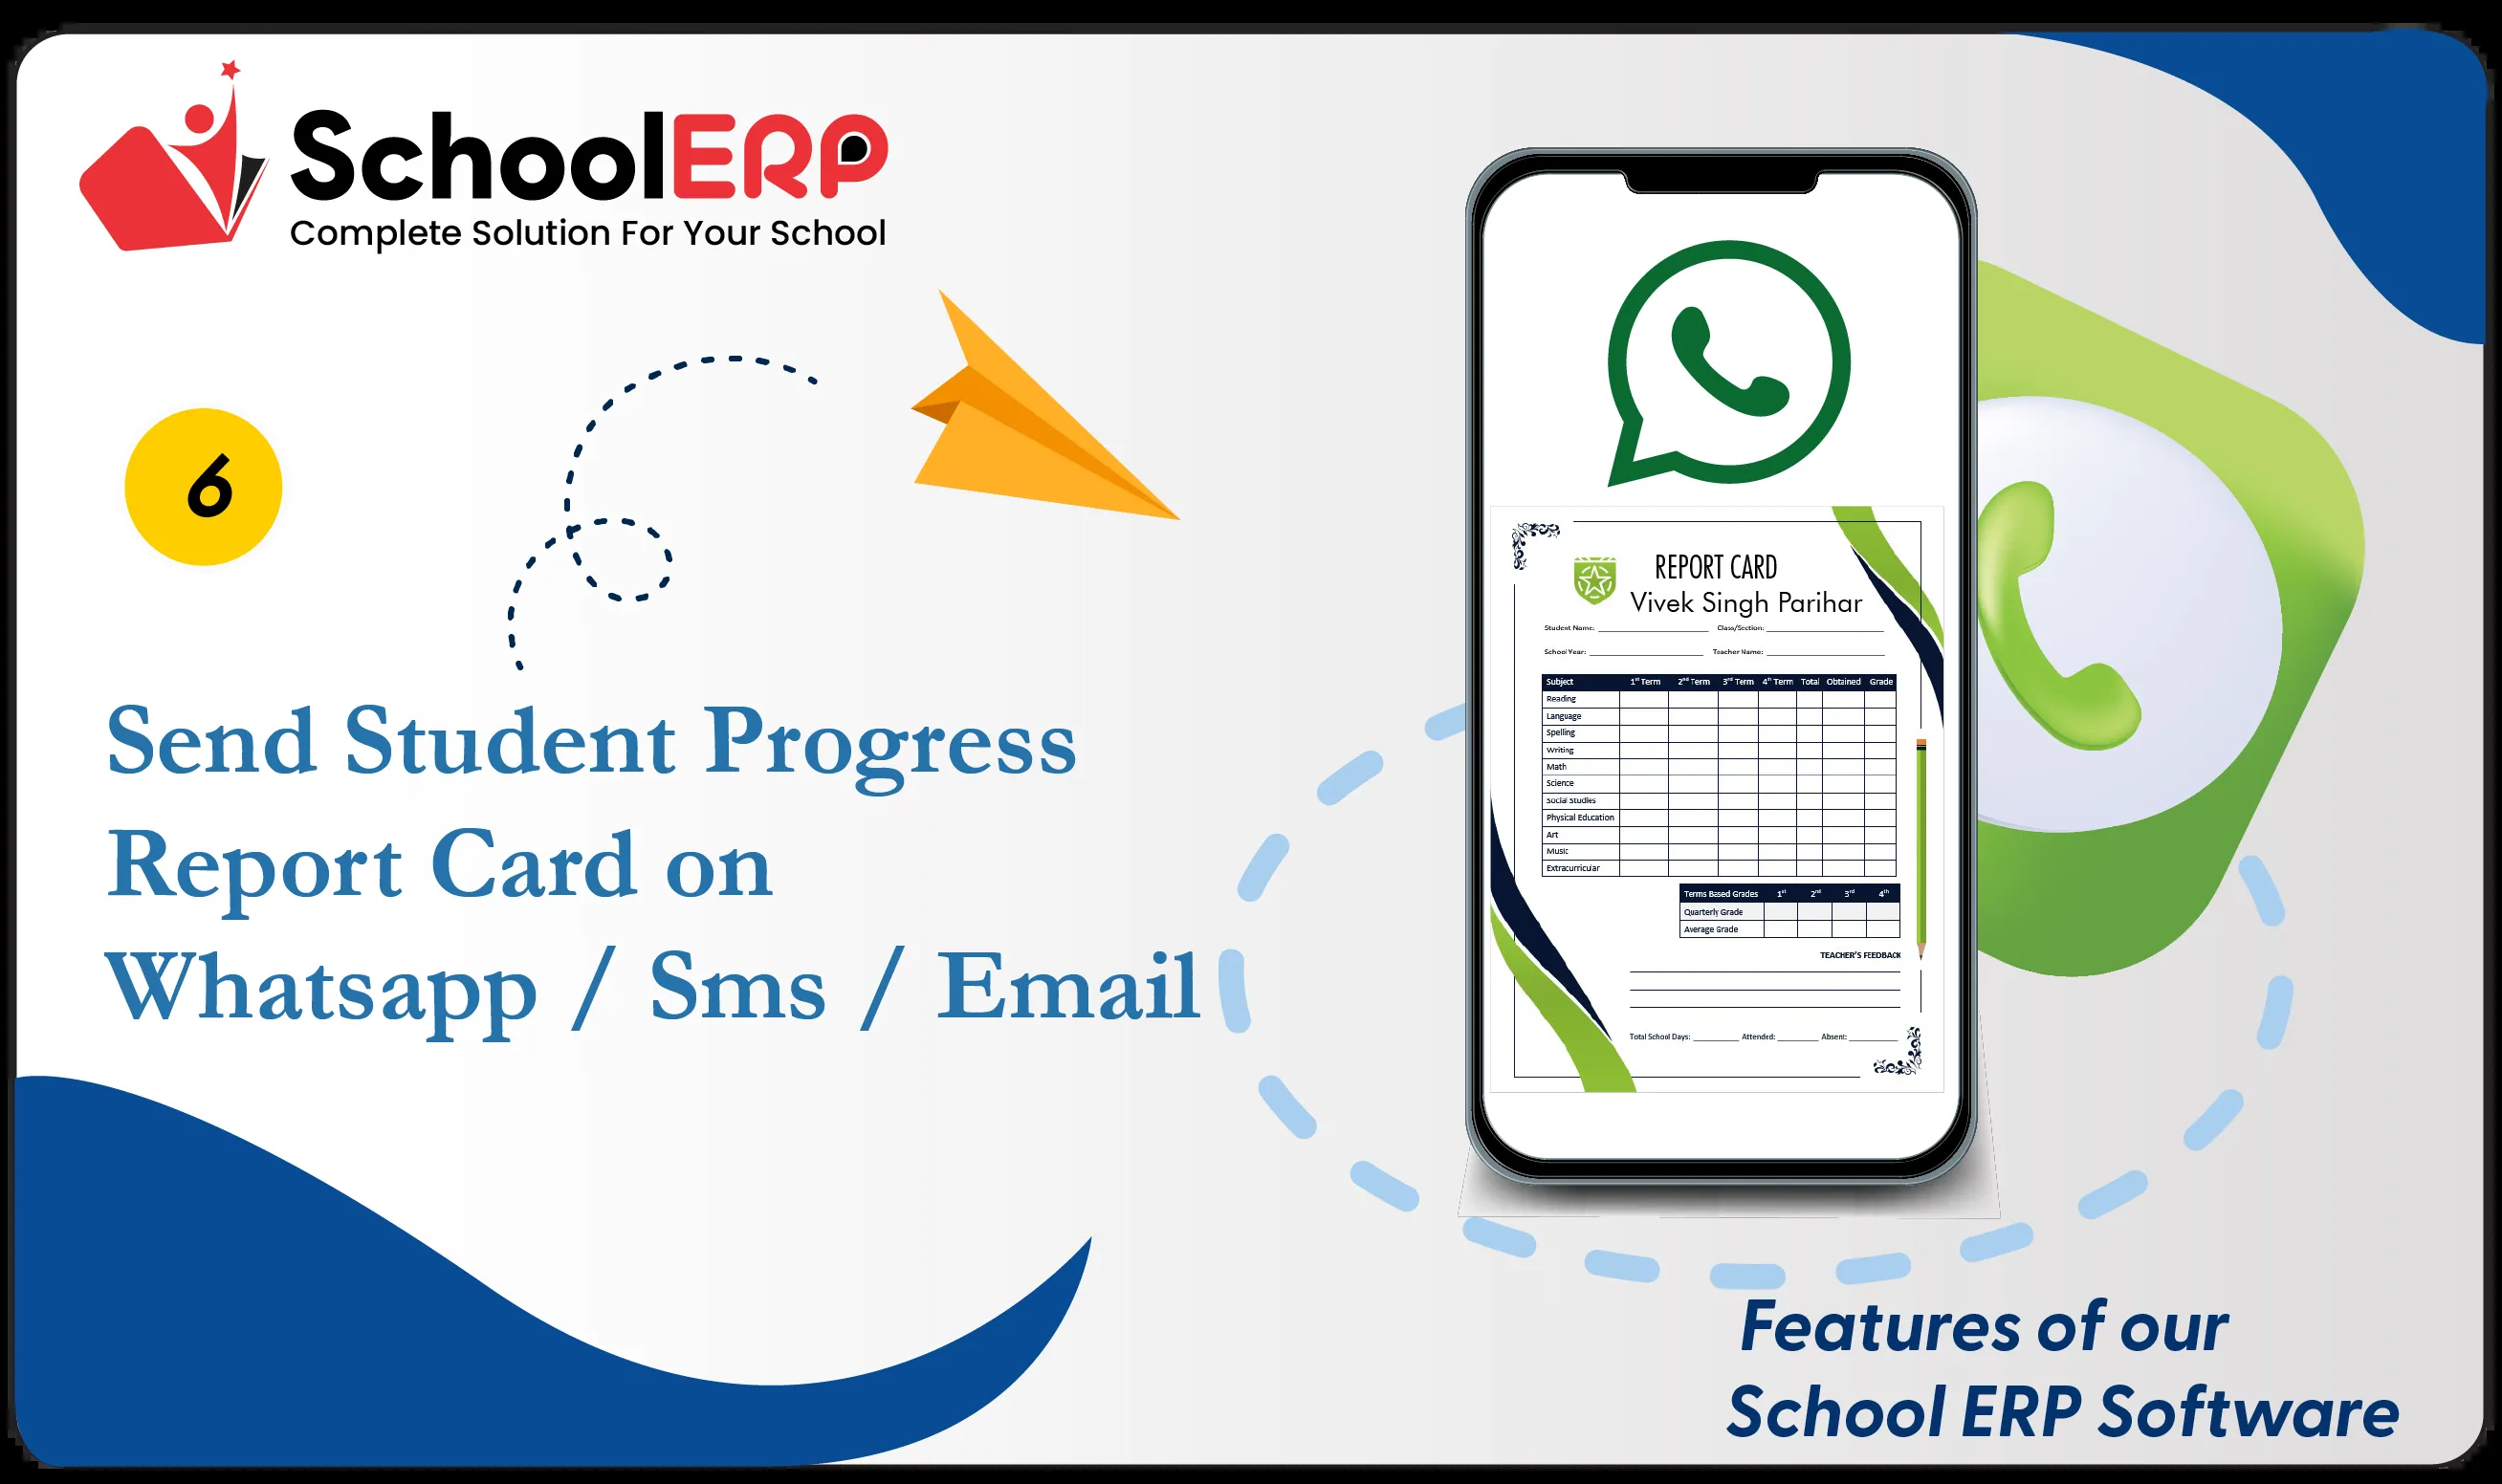 SchoolERP
Complete Solution For Your School
6
Send Student Progress
Report Card on
Whatsapp / Sms / Email
REPORT CARD
Vivek Singh Parihar
Student Name: Class/Section:
School Year: Teacher Name:
Subject 1st Term 2nd Term 3rd Term 4th Term Total Obtained Grade
Reading
Language
Spelling
Writing
Math
Science
Social Studies
Physical Education
Art
Music
Extracurricular
Terms Based Grades 1st 2nd 3rd 4th
Quarterly Grade
Average Grade
TEACHER'S FEEDBACK
Total School Days: Attended: Absent:
Features of our
School ERP Software